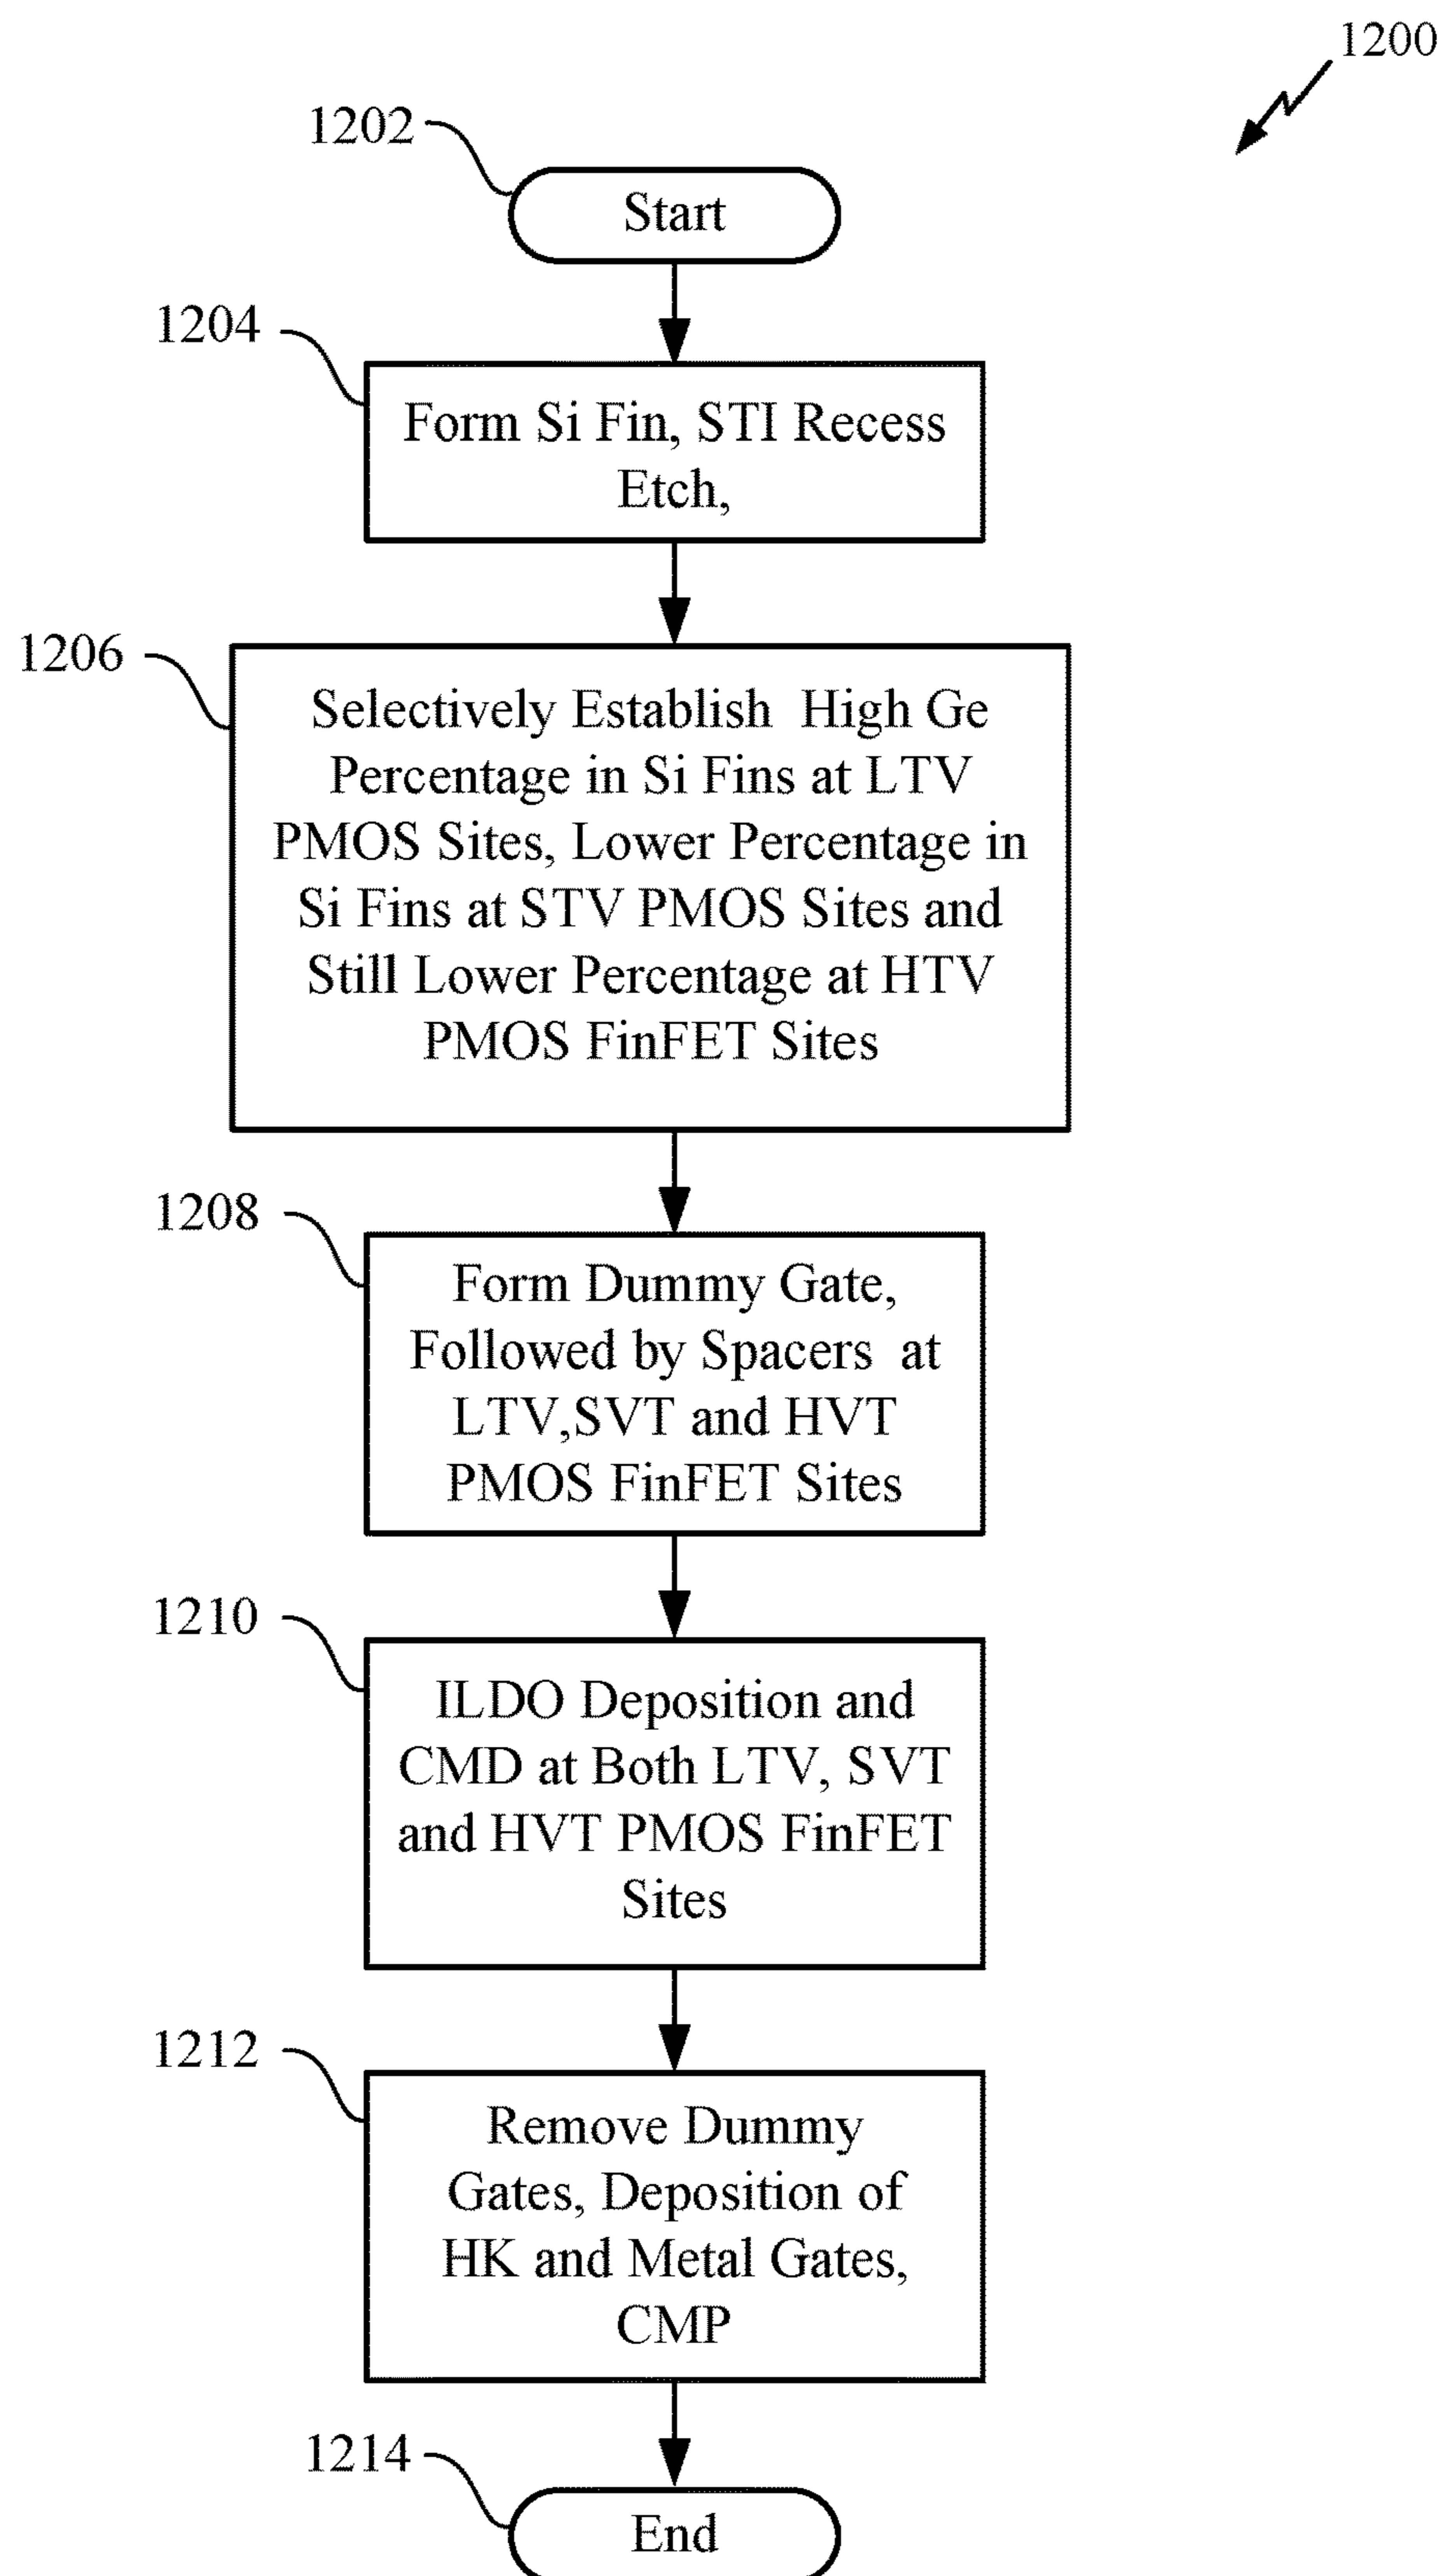 1200
1202
Start
1204
Form Si Fin, STI Recess
Etch,
1206
Selectively Establish High Ge
Percentage in Si Fins at LTV
PMOS Sites, Lower Percentage in
Si Fins at STV PMOS Sites and
Still Lower Percentage at HTV
PMOS FinFET Sites
1208
Form Dummy Gate,
Followed by Spacers at
LTV,SVT and HVT
PMOS FinFET Sites
1210
ILDO Deposition and
CMD at Both LTV, SVT
and HVT PMOS FinFET
Sites
1212
Remove Dummy
Gates, Deposition of
HK and Metal Gates,
CMP
1214
End